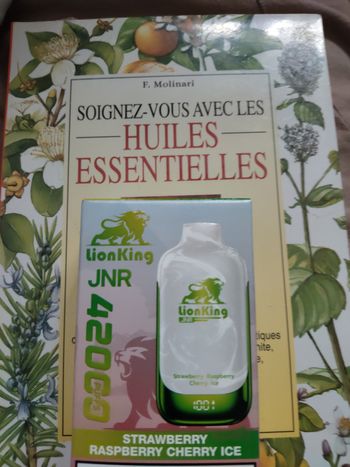 F. Molinari
SOIGNEZ-VOUS AVEC LES
HUILES
ESSENTIELLES
LionKing
JNR
42000
LionKing
JNR
Strawberry Raspberry
Cherry Ice
STRAWBERRY
RASPBERRY CHERRY ICE